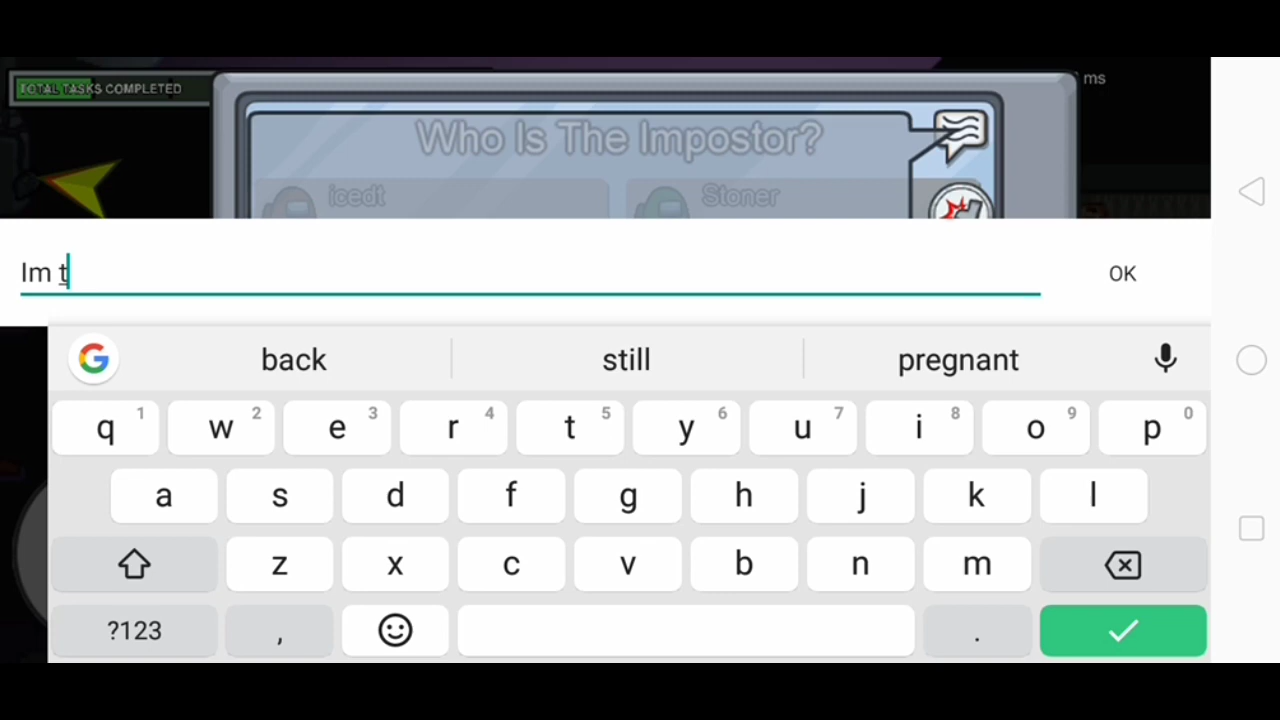 TOTAL TASKS COMPLETED
ms
Who Is The Impostor?
icedt
Stoner
Im t
OK
G
back
still
pregnant
q 1 w 2 e 3 r 4 t 5 y 6 u 7 i 8 o 9 p 0
a s d f g h j k l
z x c v b n m
?123 , .